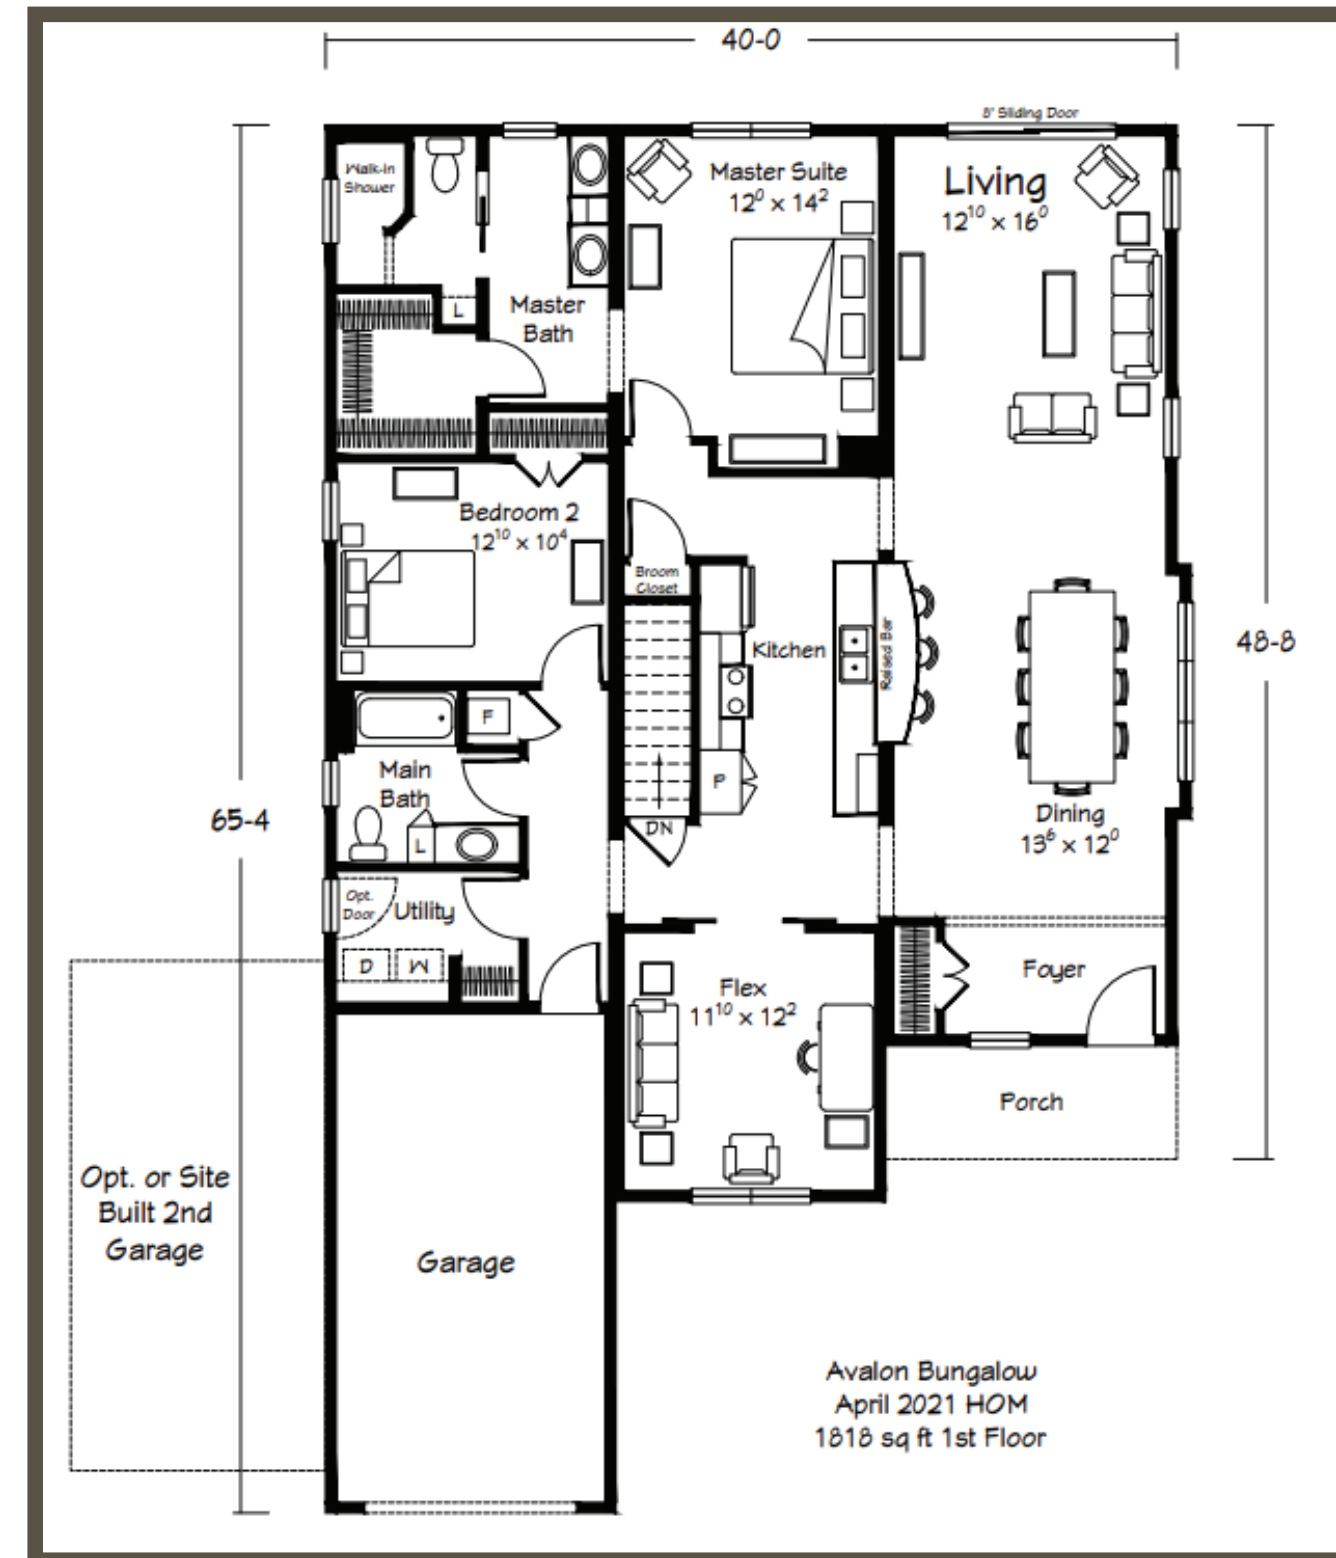 40-0
8' Sliding Door
Walk-In
Shower
Master Suite
12⁰ x 14²
Living
12¹⁰ x 16⁰
L
Master
Bath
Bedroom 2
12¹⁰ x 10⁴
Broom
Closet
Kitchen
Raised Bar
48-8
F
Main
Bath
P
65-4
DN
L
Dining
13⁶ x 12⁰
Opt.
Door
Utility
D
W
Foyer
Flex
11¹⁰ x 12²
Porch
Opt. or Site
Built 2nd
Garage
Garage
Avalon Bungalow
April 2021 HOM
1818 sq ft 1st Floor